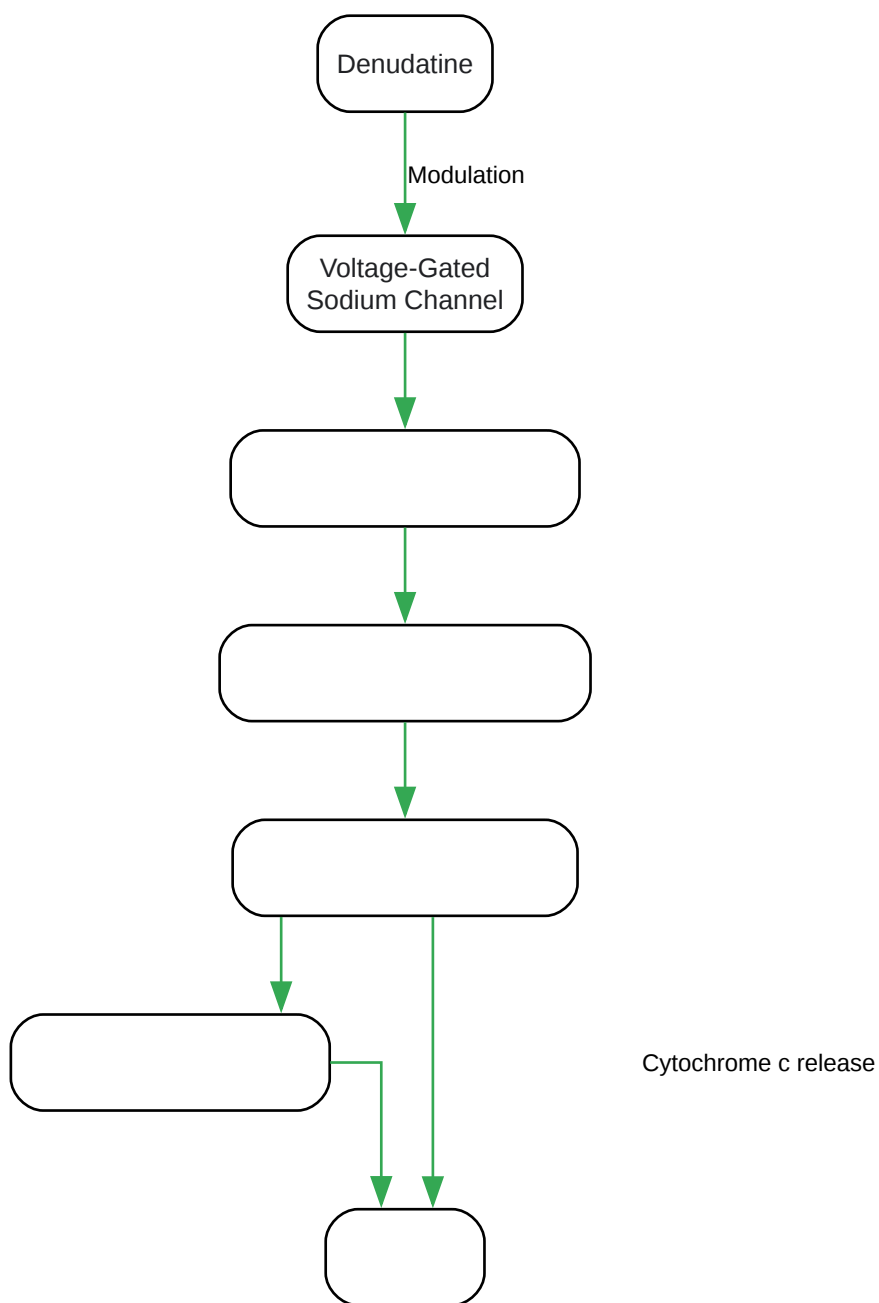 Denudatine
Modulation
Voltage-Gated
Sodium Channel
Cytochrome c release